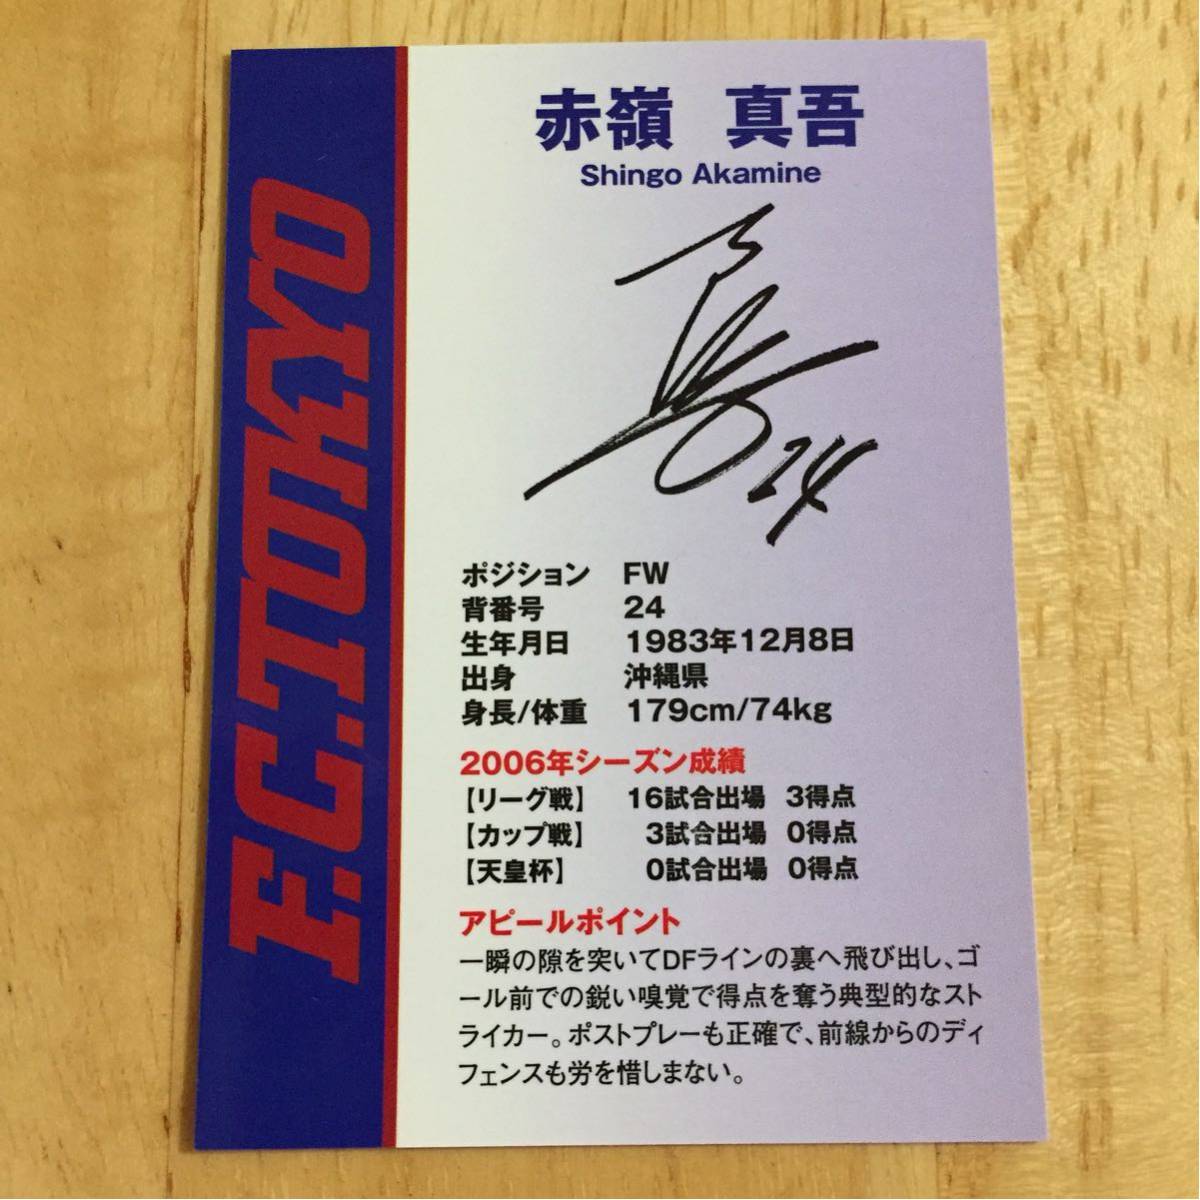 F.C.TOKYO
赤嶺 真吾
Shingo Akamine
24
ポジション FW
背番号 24
生年月日 1983年12月8日
出身 沖縄県
身長/体重 179cm/74kg
2006年シーズン成績
【リーグ戦】 16試合出場 3得点
【カップ戦】 3試合出場 0得点
【天皇杯】 0試合出場 0得点
アピールポイント
一瞬の隙を突いてDFラインの裏へ飛び出し、ゴ
ール前での鋭い嗅覚で得点を奪う典型的なスト
ライカー。ポストプレーも正確で、前線からのディ
フェンスも労を惜しまない。